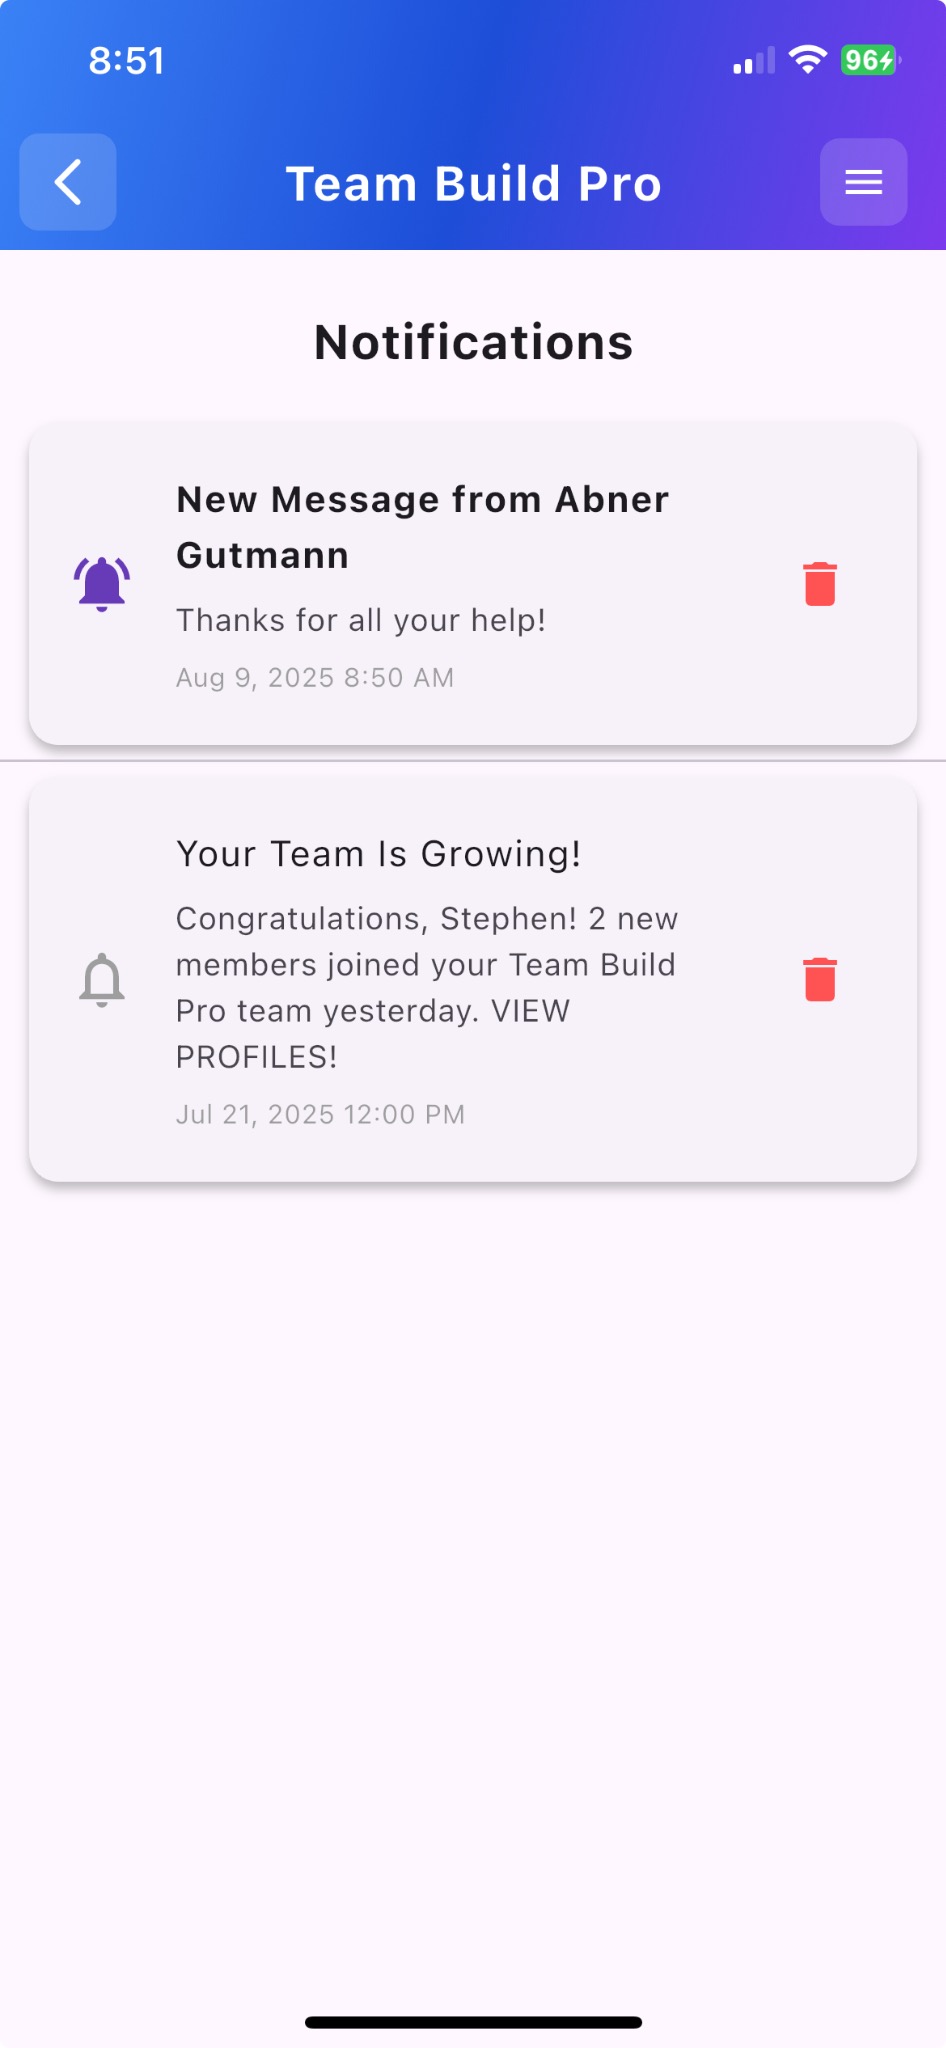 8:51
96
Team Build Pro
Notifications
New Message from Abner
Gutmann
Thanks for all your help!
Aug 9, 2025 8:50 AM
Your Team Is Growing!
Congratulations, Stephen! 2 new
members joined your Team Build
Pro team yesterday. VIEW
PROFILES!
Jul 21, 2025 12:00 PM